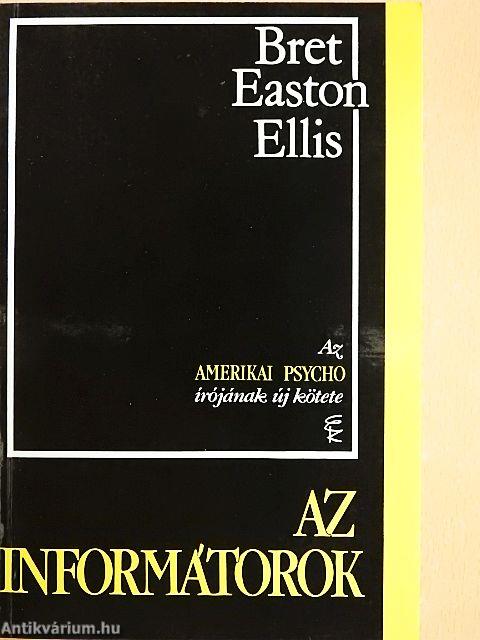 Bret
Easton
Ellis
Az
AMERIKAI PSYCHO
írójának új kötete
AZ
INFORMÁTOROK
Antikvárium.hu